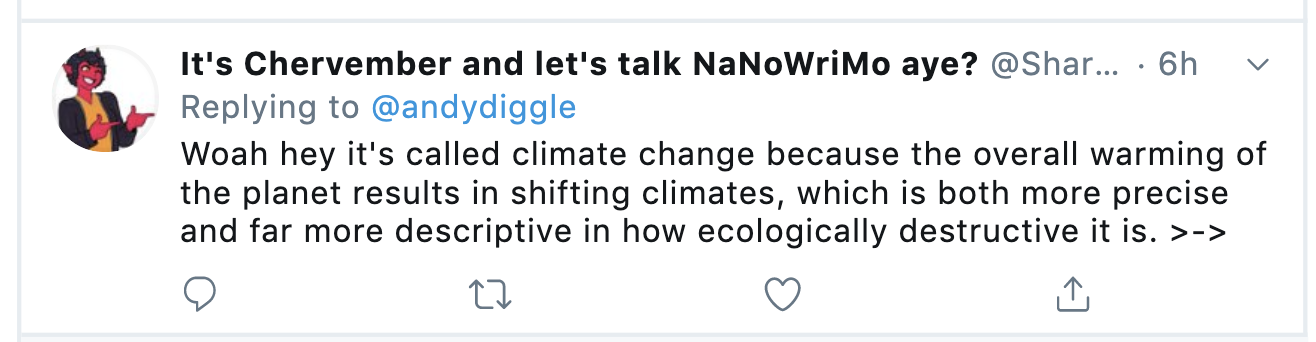 It's Chervember and let's talk NaNoWriMo aye? @Shar... · 6h
Replying to @andydiggle
Woah hey it's called climate change because the overall warming of
the planet results in shifting climates, which is both more precise
and far more descriptive in how ecologically destructive it is. >->